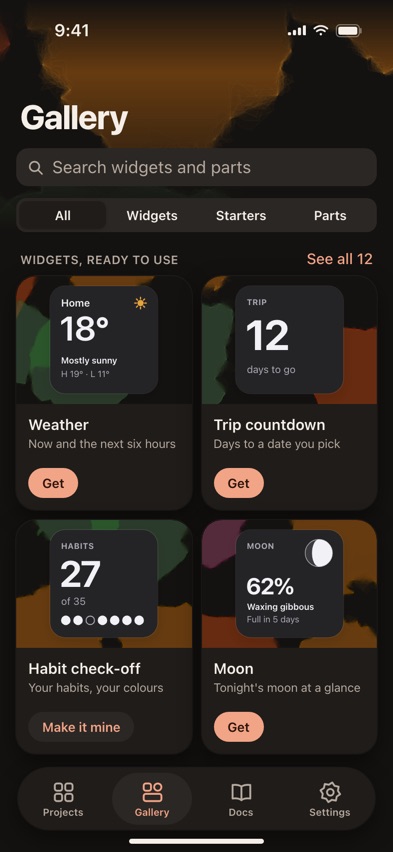 9:41
Gallery
Search widgets and parts
All Widgets Starters Parts
WIDGETS, READY TO USE See all 12
Home
18°
Mostly sunny
H 19° · L 11°
Weather
Now and the next six hours
Get
TRIP
12
days to go
Trip countdown
Days to a date you pick
Get
HABITS
27
of 35
Habit check-off
Your habits, your colours
Make it mine
MOON
62%
Waxing gibbous
Full in 5 days
Moon
Tonight's moon at a glance
Get
Projects Gallery Docs Settings